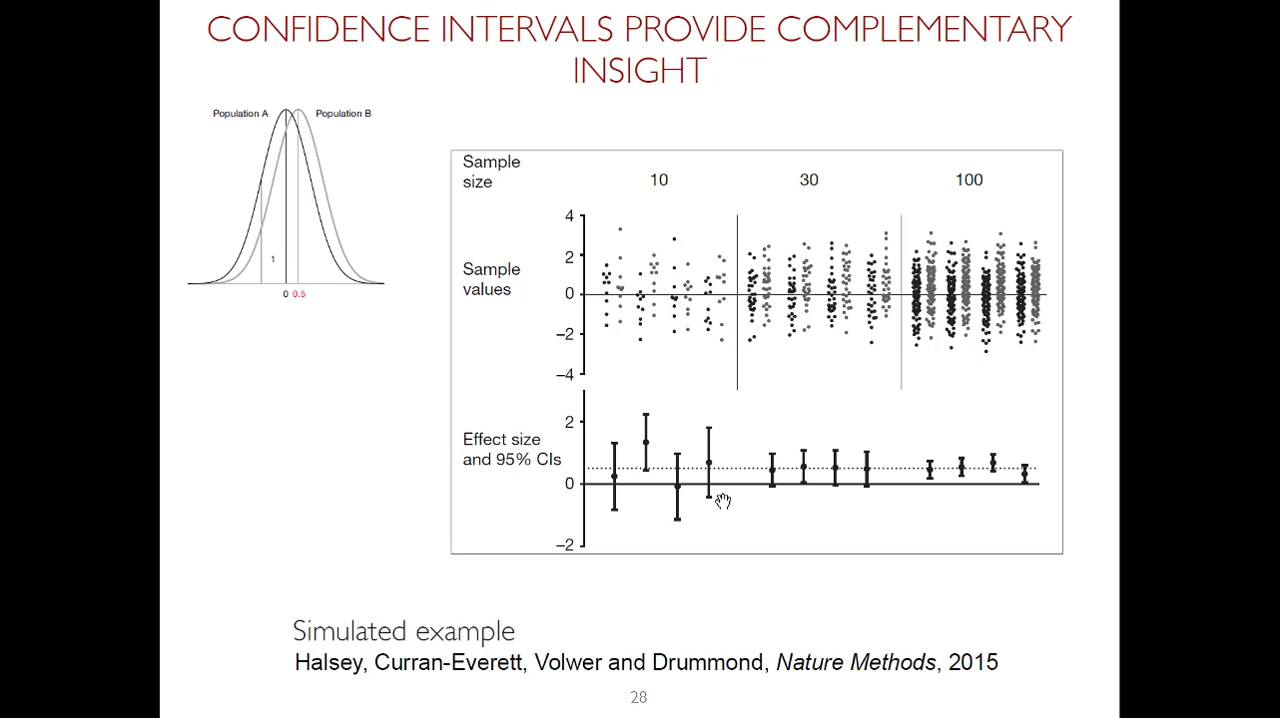 CONFIDENCE INTERVALS PROVIDE COMPLEMENTARY
INSIGHT
Population A
Population B
1
0 0.5
Sample
size
10
30
100
4
2
0
−2
−4
Sample
values
2
0
−2
Effect size
and 95% CIs
Simulated example
Halsey, Curran-Everett, Volwer and Drummond, Nature Methods, 2015
28